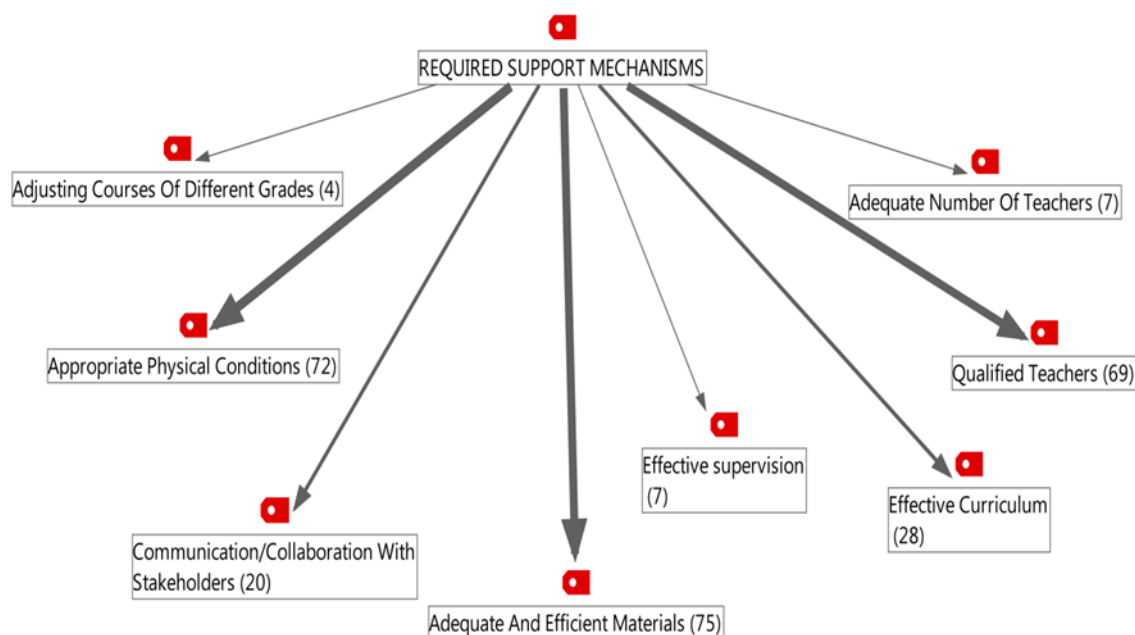 REQUIRED SUPPORT MECHANISMS
Adjusting Courses Of Different Grades (4)
Adequate Number Of Teachers (7)
Appropriate Physical Conditions (72)
Qualified Teachers (69)
Effective supervision
(7)
Effective Curriculum
(28)
Communication/Collaboration With
Stakeholders (20)
Adequate And Efficient Materials (75)